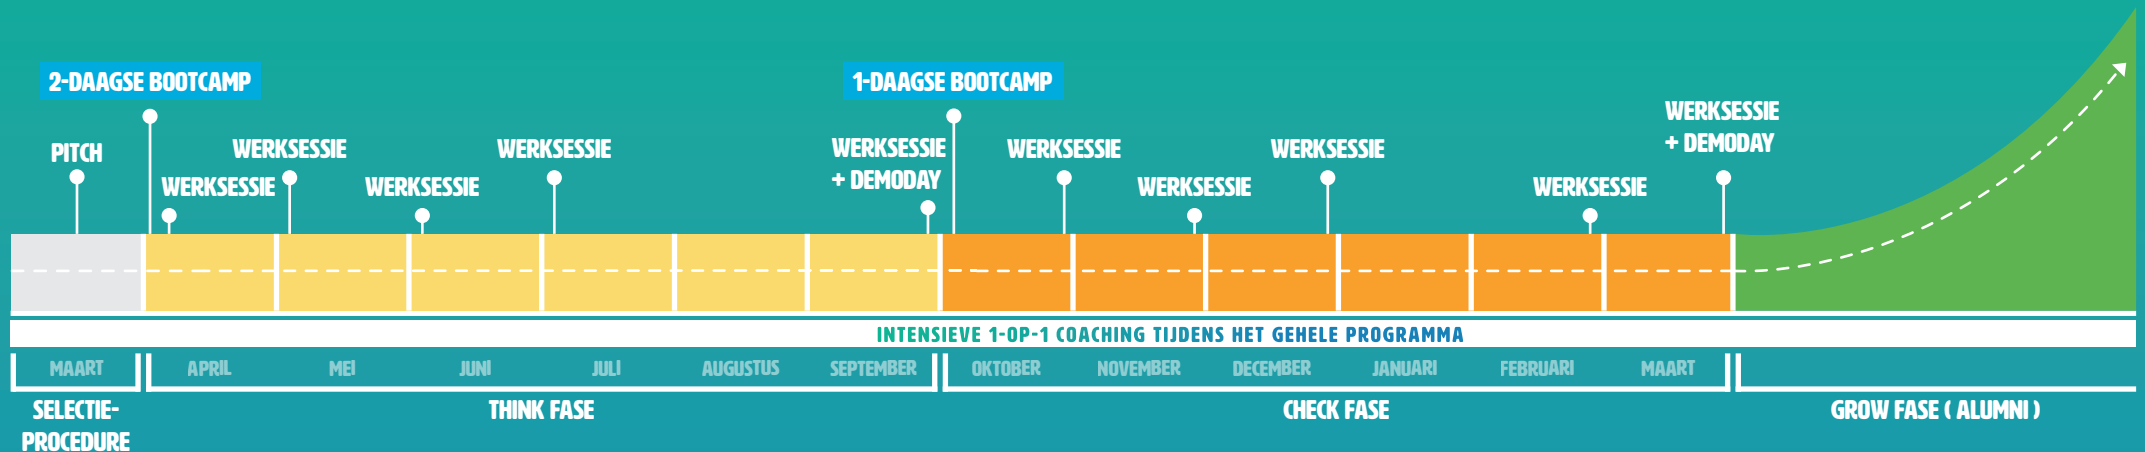 2-DAAGSE BOOTCAMP
1-DAAGSE BOOTCAMP
PITCH
WERKSESSIE
WERKSESSIE
WERKSESSIE
WERKSESSIE
WERKSESSIE
+ DEMODAY
WERKSESSIE
WERKSESSIE
WERKSESSIE
WERKSESSIE
WERKSESSIE
+ DEMODAY
INTENSIEVE 1-OP-1 COACHING TIJDENS HET GEHELE PROGRAMMA
MAART APRIL MEI JUNI JULI AUGUSTUS SEPTEMBER OKTOBER NOVEMBER DECEMBER JANUARI FEBRUARI MAART
SELECTIE-
PROCEDURE
THINK FASE
CHECK FASE
GROW FASE ( ALUMNI )